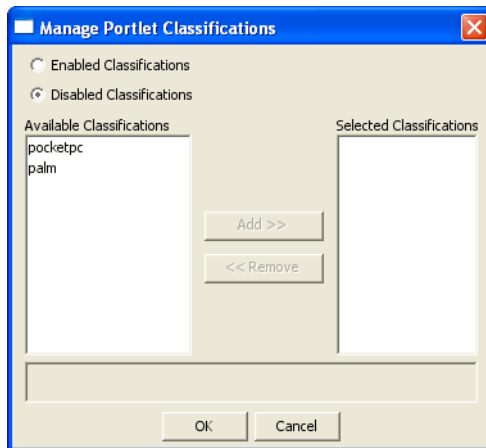 Manage Portlet Classifications
Enabled Classifications
Disabled Classifications
Available Classifications
Selected Classifications
pocketpc
palm
Add >>
<< Remove
OK
Cancel